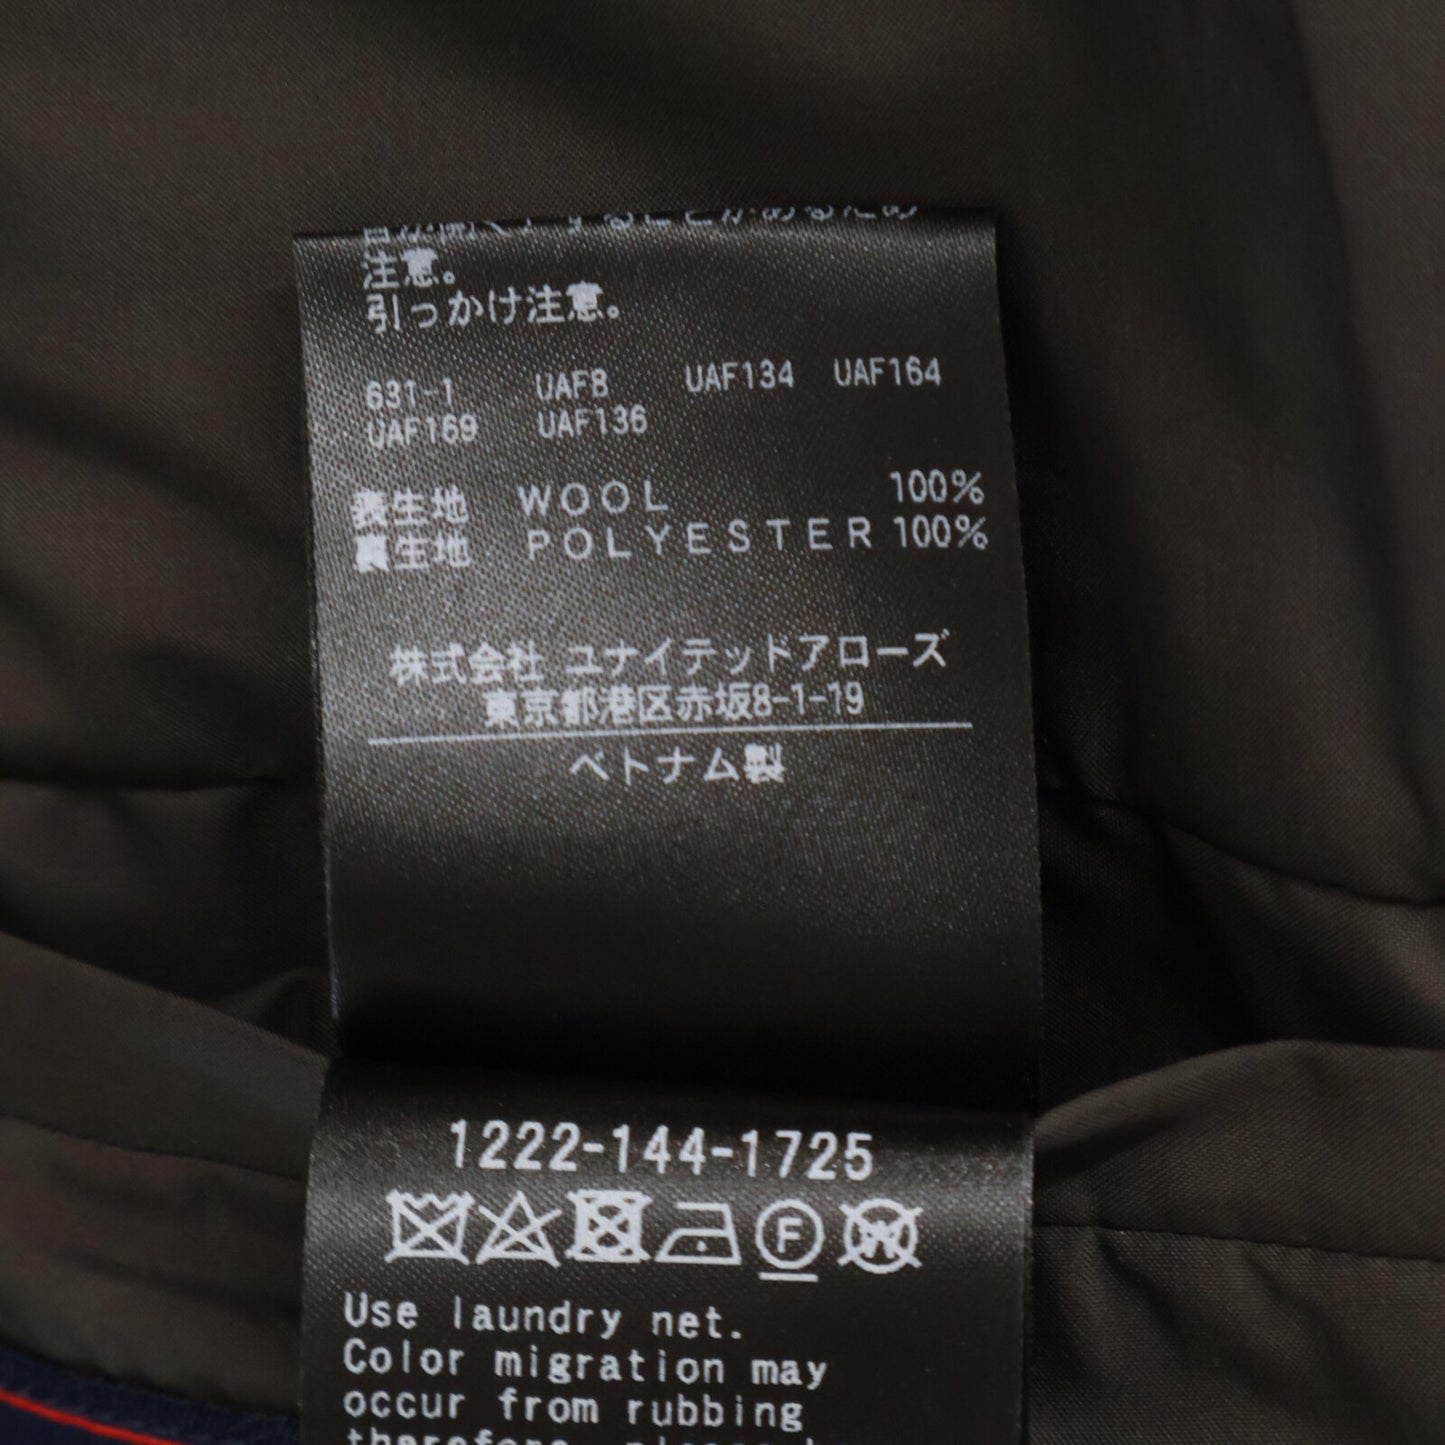 注意。
引っかけ注意。
631-1 UAF8 UAF134 UAF164
UAF169 UAF136
表生地 WOOL 100%
裏生地 POLYESTER 100%
株式会社 ユナイテッドアローズ
東京都港区赤坂8-1-19
ベトナム製
1222-144-1725
F
W
Use laundry net.
Color migration may
occur from rubbing